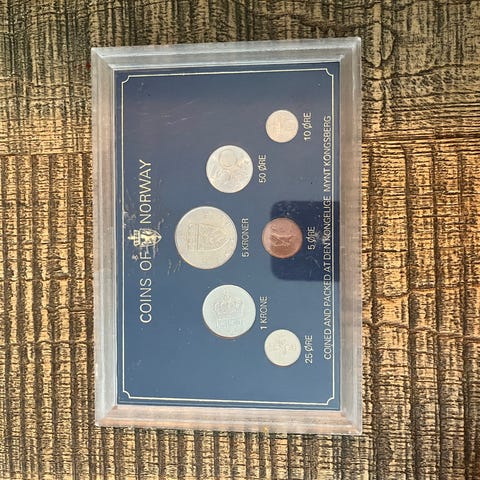 COINS OF NORWAY
1 KRONE
5 KRONER
50 ØRE
25 ØRE
5 ØRE
10 ØRE
COINED AND PACKED AT DEN KONGELIGE MYNT KONGSBERG